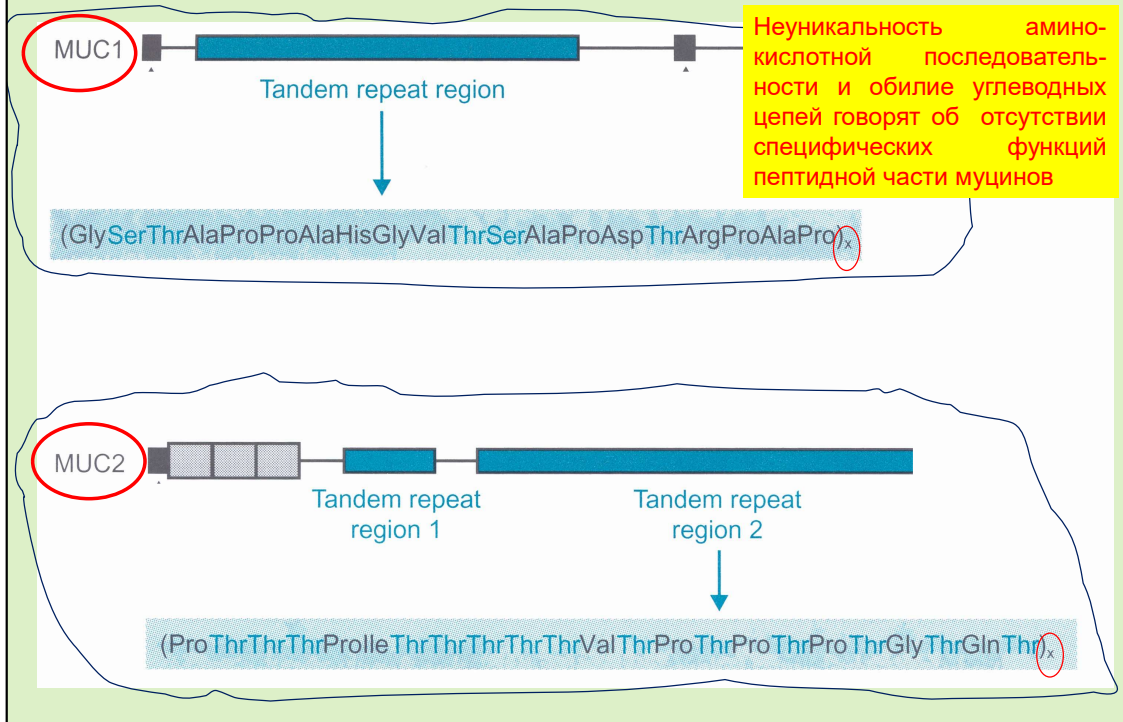 MUC1
Tandem repeat region
(GlySerThrAlaProProAlaHisGlyValThrSerAlaProAspThrArgProAlaPro)x
Неуникальность амино-
кислотной последователь-
ности и обилие углеводных
цепей говорят об отсутствии
специфических функций
пептидной части муцинов
MUC2
Tandem repeat
region 1
Tandem repeat
region 2
(ProThrThrThrProIleThrThrThrThrThrValThrProThrProThrProThrGlyThrGlnThr)x